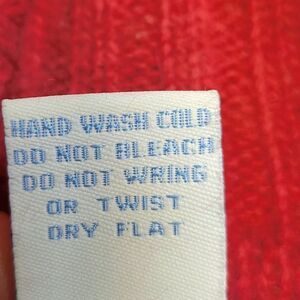 HAND WASH COLD
DO NOT BLEACH
DO NOT WRING
OR TWIST
DRY FLAT